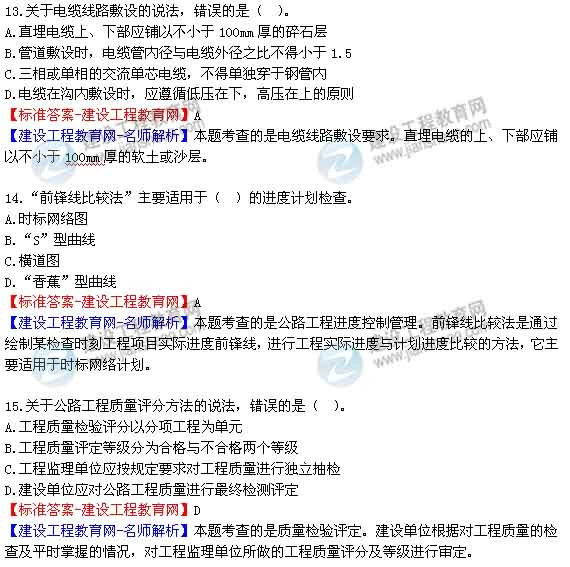 13.关于电缆线路敷设的说法，错误的是（  ）。
A.直埋电缆上、下部应铺以不小于100mm厚的碎石层
B.管道敷设时，电缆管内径与电缆外径之比不得小于1.5
C.三相或单相的交流单芯电缆，不得单独穿于钢管内
D.电缆在沟内敷设时，应遵循低压在下，高压在上的原则
【标准答案-建设工程教育网】A
【建设工程教育网-名师解析】本题考查的是电缆线路敷设要求。直埋电缆的上、下部应铺
以不小于100mm厚的软土或沙层。
14.“前锋线比较法”主要适用于（  ）的进度计划检查。
A.时标网络图
B.“S”型曲线
C.横道图
D.“香蕉”型曲线
【标准答案-建设工程教育网】A
【建设工程教育网-名师解析】本题考查的是公路工程进度控制管理。前锋线比较法是通过
绘制某检查时刻工程项目实际进度前锋线，进行工程实际进度与计划进度比较的方法，它主
要适用于时标网络计划。
15.关于公路工程质量评分方法的说法，错误的是（  ）。
A.工程质量检验评分以分项工程为单元
B.工程质量评定等级分为合格与不合格两个等级
C.工程监理单位应按规定要求对工程质量进行独立抽检
D.建设单位应对公路工程质量进行最终检测评定
【标准答案-建设工程教育网】D
【建设工程教育网-名师解析】本题考查的是质量检验评定。建设单位根据对工程质量的检
查及平时掌握的情况，对工程监理单位所做的工程质量评分及等级进行审定。